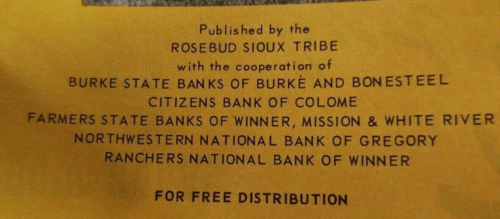 Published by the
ROSEBUD SIOUX TRIBE
with the cooperation of
BURKE STATE BANKS OF BURKE AND BONESTEEL
CITIZENS BANK OF COLOME
FARMERS STATE BANKS OF WINNER, MISSION & WHITE RIVER
NORTHWESTERN NATIONAL BANK OF GREGORY
RANCHERS NATIONAL BANK OF WINNER
FOR FREE DISTRIBUTION